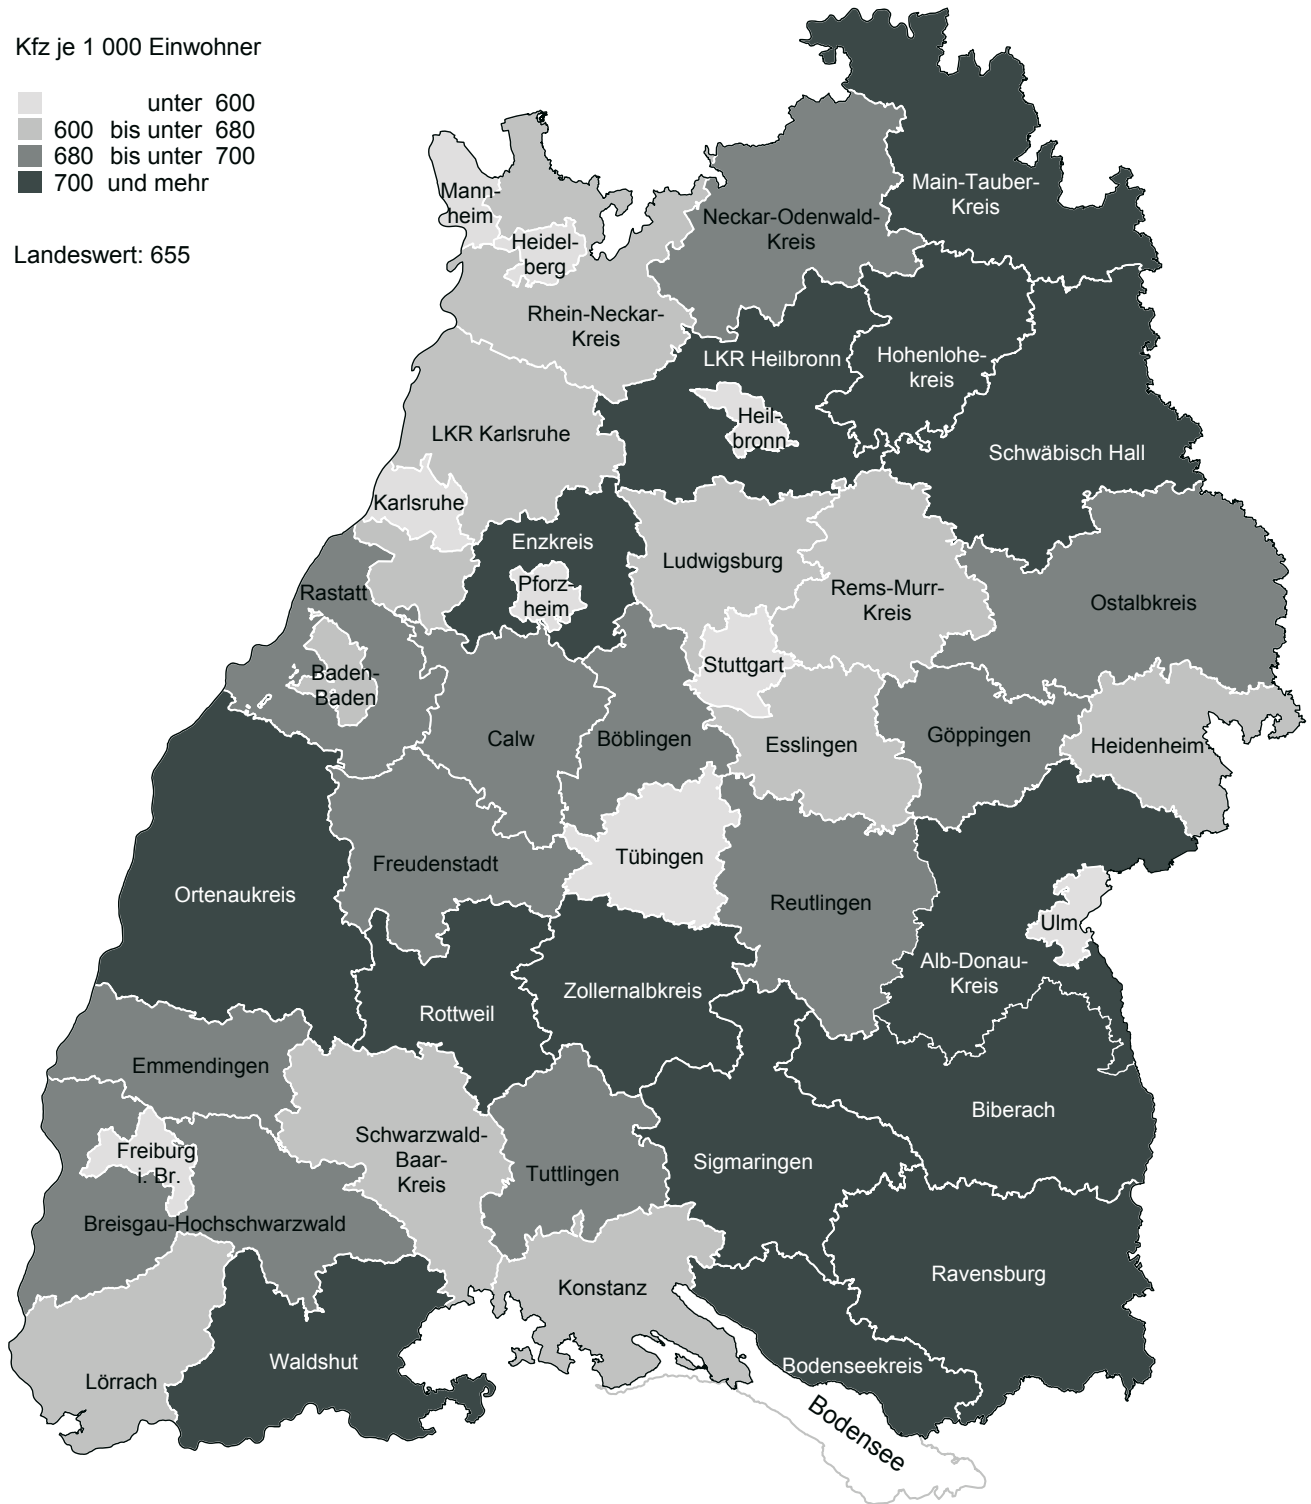 Kfz je 1 000 Einwohner
unter 600
600 bis unter 680
680 bis unter 700
700 und mehr
Landeswert: 655
Main-Tauber-
Kreis
Mann-
heim
Neckar-Odenwald-
Kreis
Heidel-
berg
Rhein-Neckar-
Kreis
LKR Heilbronn
Hohenlohe-
kreis
Heil-
bronn
LKR Karlsruhe
Schwäbisch Hall
Karlsruhe
Enzkreis
Ludwigsburg
Pforz-
heim
Rems-Murr-
Kreis
Ostalbkreis
Rastatt
Stuttgart
Baden-
Baden
Calw
Böblingen
Esslingen
Göppingen
Heidenheim
Freudenstadt
Tübingen
Ortenaukreis
Reutlingen
Ulm
Alb-Donau-
Kreis
Zollernalbkreis
Rottweil
Emmendingen
Biberach
Schwarzwald-
Baar-
Kreis
Freiburg
i. Br.
Tuttlingen
Sigmaringen
Breisgau-Hochschwarzwald
Ravensburg
Konstanz
Waldshut
Bodenseekreis
Lörrach
Bodensee